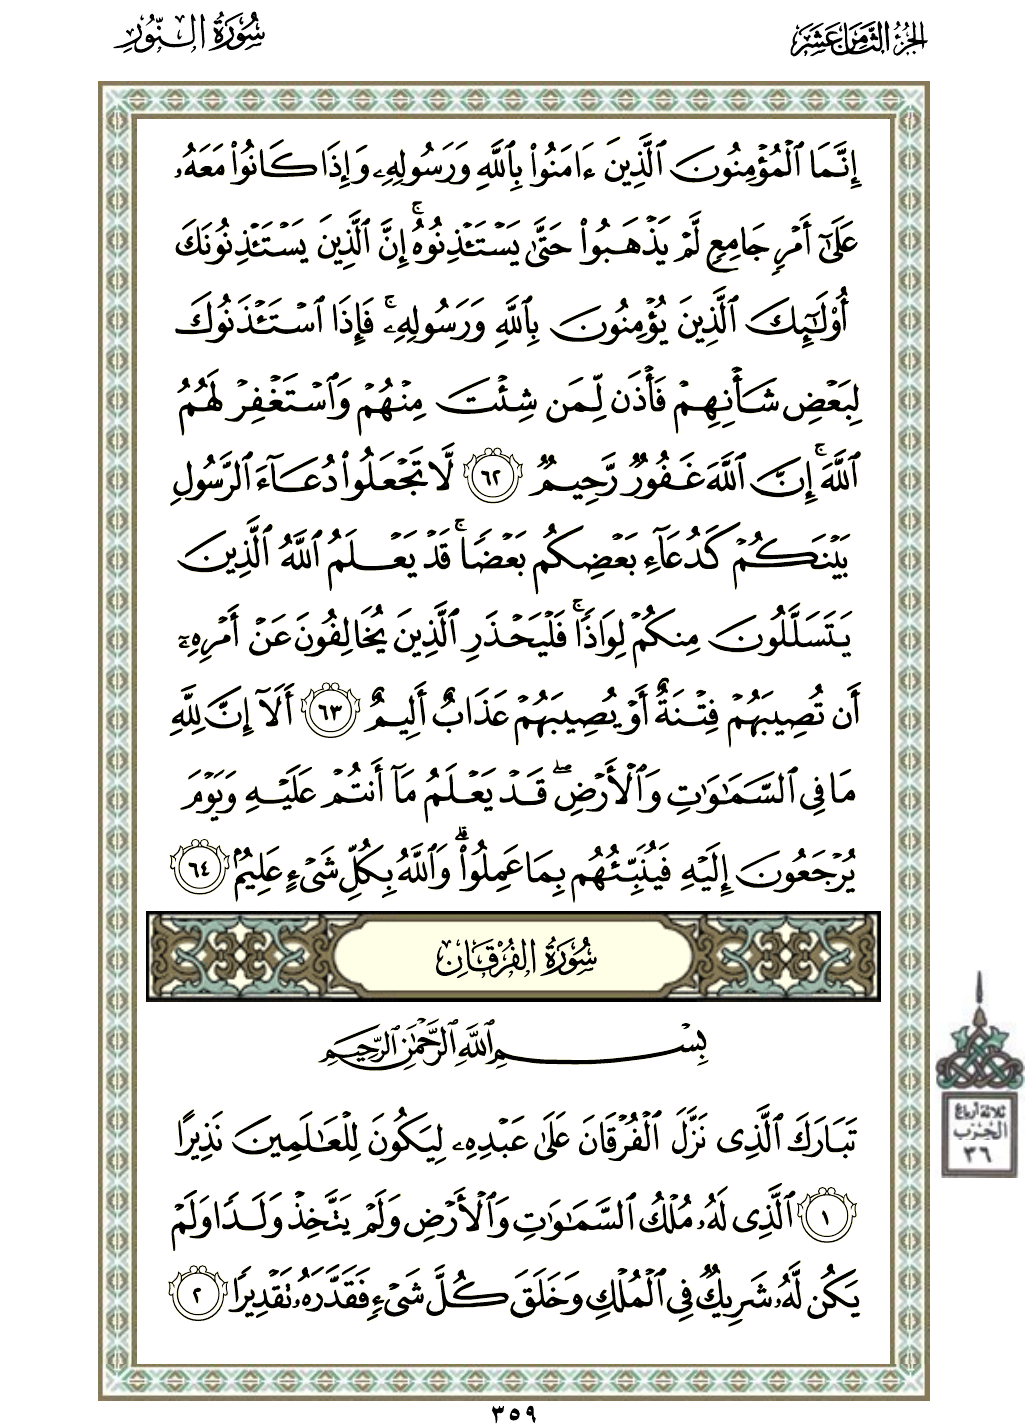 الجزء الثامن عشر
سورة النور
إِنَّمَا ٱلْمُؤْمِنُونَ ٱلَّذِينَ ءَامَنُوا۟ بِٱللَّهِ وَرَسُولِهِۦ وَإِذَا كَانُوا۟ مَعَهُۥ
عَلَىٰٓ أَمْرٍ جَامِعٍ لَّمْ يَذْهَبُوا۟ حَتَّىٰ يَسْتَـْٔذِنُوهُ ۚ إِنَّ ٱلَّذِينَ يَسْتَـْٔذِنُونَكَ
أُو۟لَٰٓئِكَ ٱلَّذِينَ يُؤْمِنُونَ بِٱللَّهِ وَرَسُولِهِۦ ۚ فَإِذَا ٱسْتَـْٔذَنُوكَ
لِبَعْضِ شَأْنِهِمْ فَأْذَن لِّمَن شِئْتَ مِنْهُمْ وَٱسْتَغْفِرْ لَهُمُ
ٱللَّهَ ۚ إِنَّ ٱللَّهَ غَفُورٌ رَّحِيمٌ ٦٢ لَّا تَجْعَلُوا۟ دُعَآءَ ٱلرَّسُولِ
بَيْنَكُمْ كَدُعَآءِ بَعْضِكُم بَعْضًا ۚ قَدْ يَعْلَمُ ٱللَّهُ ٱلَّذِينَ
يَتَسَلَّلُونَ مِنكُمْ لِوَاذًا ۚ فَلْيَحْذَرِ ٱلَّذِينَ يُخَالِفُونَ عَنْ أَمْرِهِۦٓ
أَن تُصِيبَهُمْ فِتْنَةٌ أَوْ يُصِيبَهُمْ عَذَابٌ أَلِيمٌ ٦٣ أَلَآ إِنَّ لِلَّهِ
مَا فِى ٱلسَّمَٰوَٰتِ وَٱلْأَرْضِ ۖ قَدْ يَعْلَمُ مَآ أَنتُمْ عَلَيْهِ وَيَوْمَ
يُرْجَعُونَ إِلَيْهِ فَيُنَبِّئُهُم بِمَا عَمِلُوا۟ ۗ وَٱللَّهُ بِكُلِّ شَىْءٍ عَلِيمٌۢ ٦٤
سُورَةُ الفُرْقَانِ
بِسْمِ ٱللَّهِ ٱلرَّحْمَٰنِ ٱلرَّحِيمِ
تَبَارَكَ ٱلَّذِى نَزَّلَ ٱلْفُرْقَانَ عَلَىٰ عَبْدِهِۦ لِيَكُونَ لِلْعَٰلَمِينَ نَذِيرًا
١ ٱلَّذِى لَهُۥ مُلْكُ ٱلسَّمَٰوَٰتِ وَٱلْأَرْضِ وَلَمْ يَتَّخِذْ وَلَدًا وَلَمْ
يَكُن لَّهُۥ شَرِيكٌ فِى ٱلْمُلْكِ وَخَلَقَ كُلَّ شَىْءٍ فَقَدَّرَهُۥ تَقْدِيرًا ٢
ثلاثة أرباع
الحزب
٣٦
٣٥٩